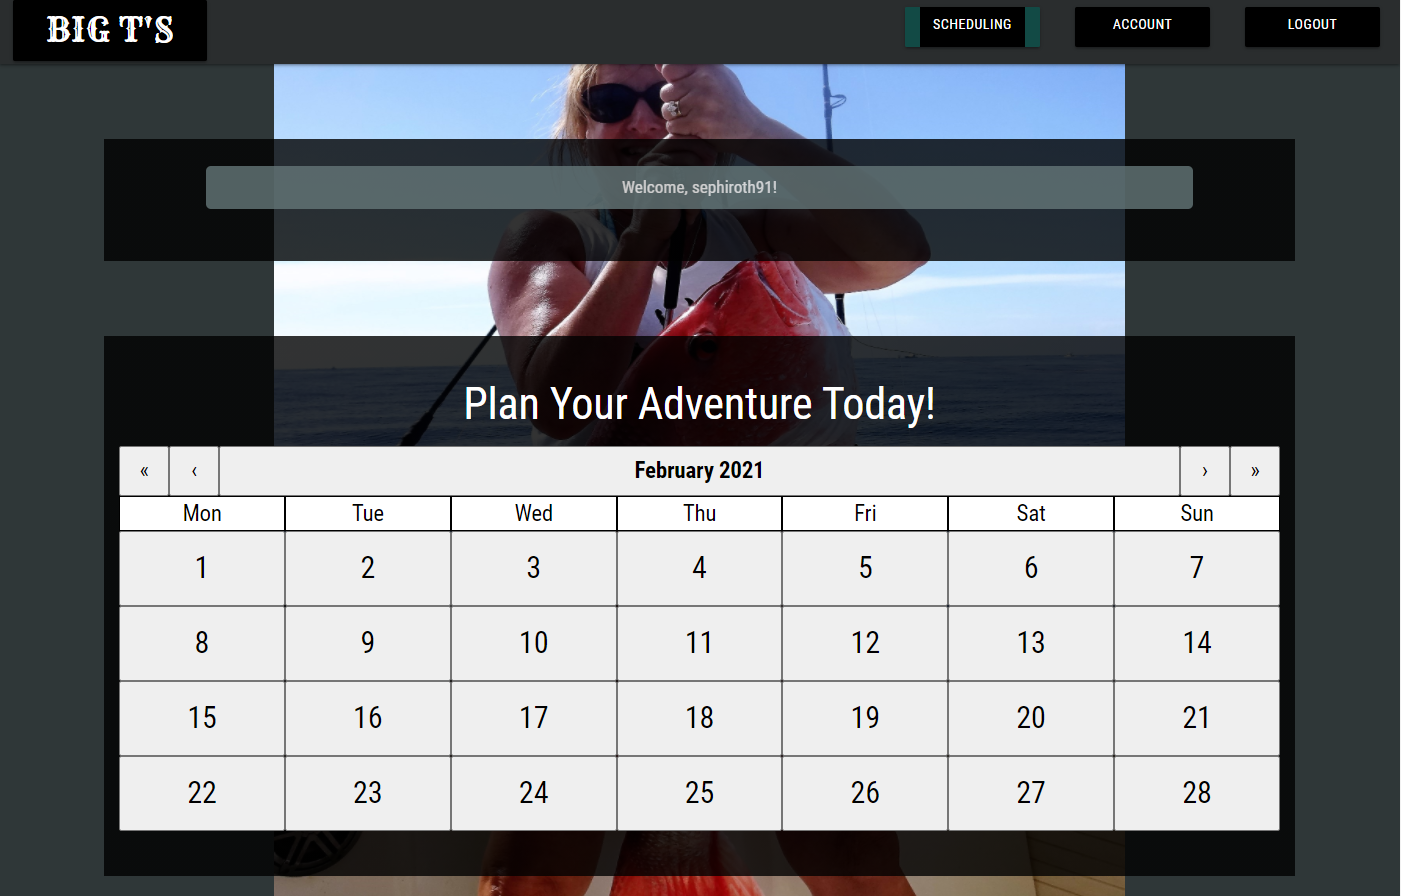 BIG T'S
SCHEDULING ACCOUNT LOGOUT
Welcome, sephiroth91!
Plan Your Adventure Today!
« ‹ February 2021 › »
Mon Tue Wed Thu Fri Sat Sun
1 2 3 4 5 6 7
8 9 10 11 12 13 14
15 16 17 18 19 20 21
22 23 24 25 26 27 28